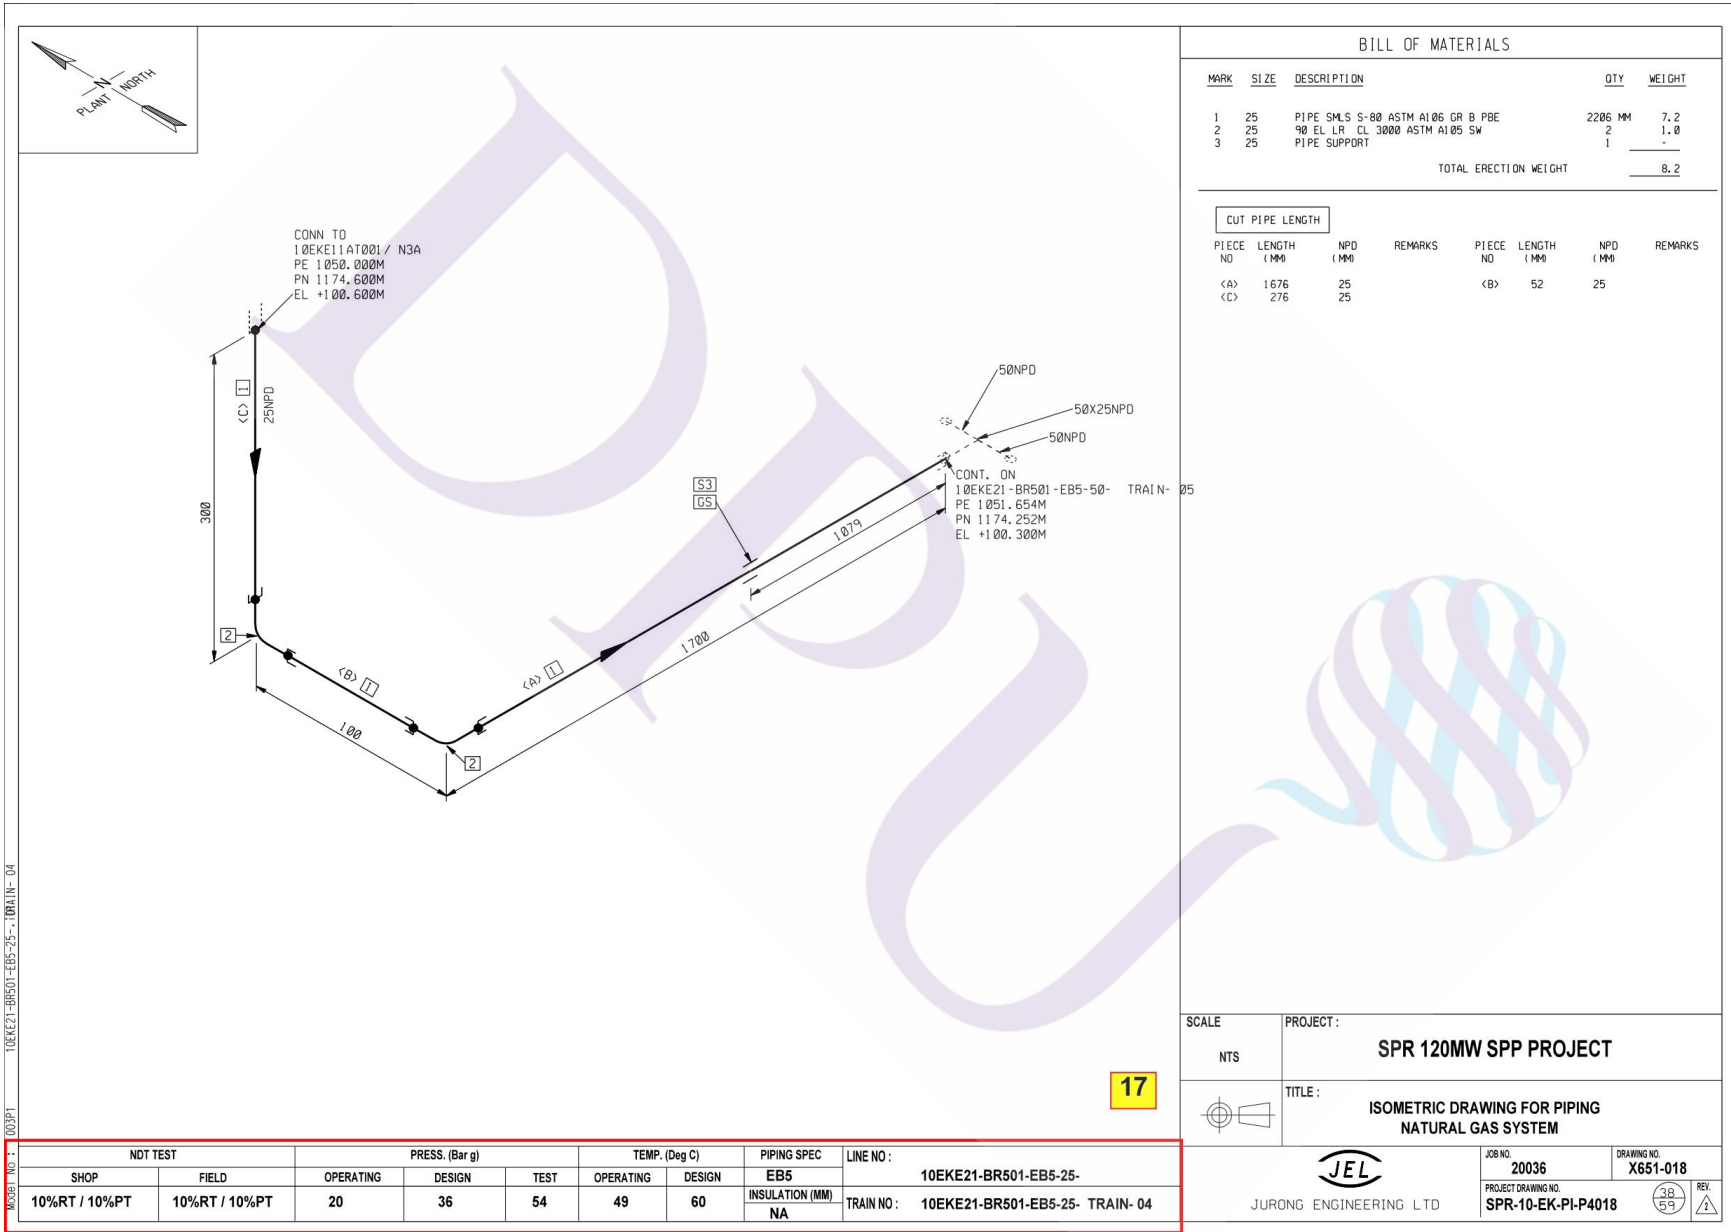 N
PLANT NORTH
CONN TO
10EKE11AT001/ N3A
PE 1050.000M
PN 1174.600M
EL +100.600M
<C> 1
25NPD
300
2
<B> 1
100
2
<A> 1
1700
1079
S3
GS
50NPD
50X25NPD
50NPD
CONT. ON
10EKE21-BR501-EB5-50- TRAIN- 05
PE 1051.654M
PN 1174.252M
EL +100.300M
DPU
17
BILL OF MATERIALS
MARK SIZE DESCRIPTION QTY WEIGHT
1 25 PIPE SMLS S-80 ASTM A106 GR B PBE 2206 MM 7.2
2 25 90 EL LR CL 3000 ASTM A105 SW 2 1.0
3 25 PIPE SUPPORT 1 -
TOTAL ERECTION WEIGHT 8.2
CUT PIPE LENGTH
PIECE LENGTH NPD REMARKS PIECE LENGTH NPD REMARKS
NO (MM) (MM) NO (MM) (MM)
<A> 1676 25 <B> 52 25
<C> 276 25
SCALE
NTS
PROJECT :
SPR 120MW SPP PROJECT
TITLE :
ISOMETRIC DRAWING FOR PIPING
NATURAL GAS SYSTEM
JEL
JURONG ENGINEERING LTD
JOB NO.
20036
DRAWING NO.
X651-018
PROJECT DRAWING NO.
SPR-10-EK-PI-P4018
38
59
REV.
2
Model No : 003P1
NDT TEST PRESS. (Bar g) TEMP. (Deg C) PIPING SPEC LINE NO :
SHOP FIELD OPERATING DESIGN TEST OPERATING DESIGN EB5 10EKE21-BR501-EB5-25-
10%RT / 10%PT 10%RT / 10%PT 20 36 54 49 60 INSULATION (MM) TRAIN NO : 10EKE21-BR501-EB5-25- TRAIN- 04
NA